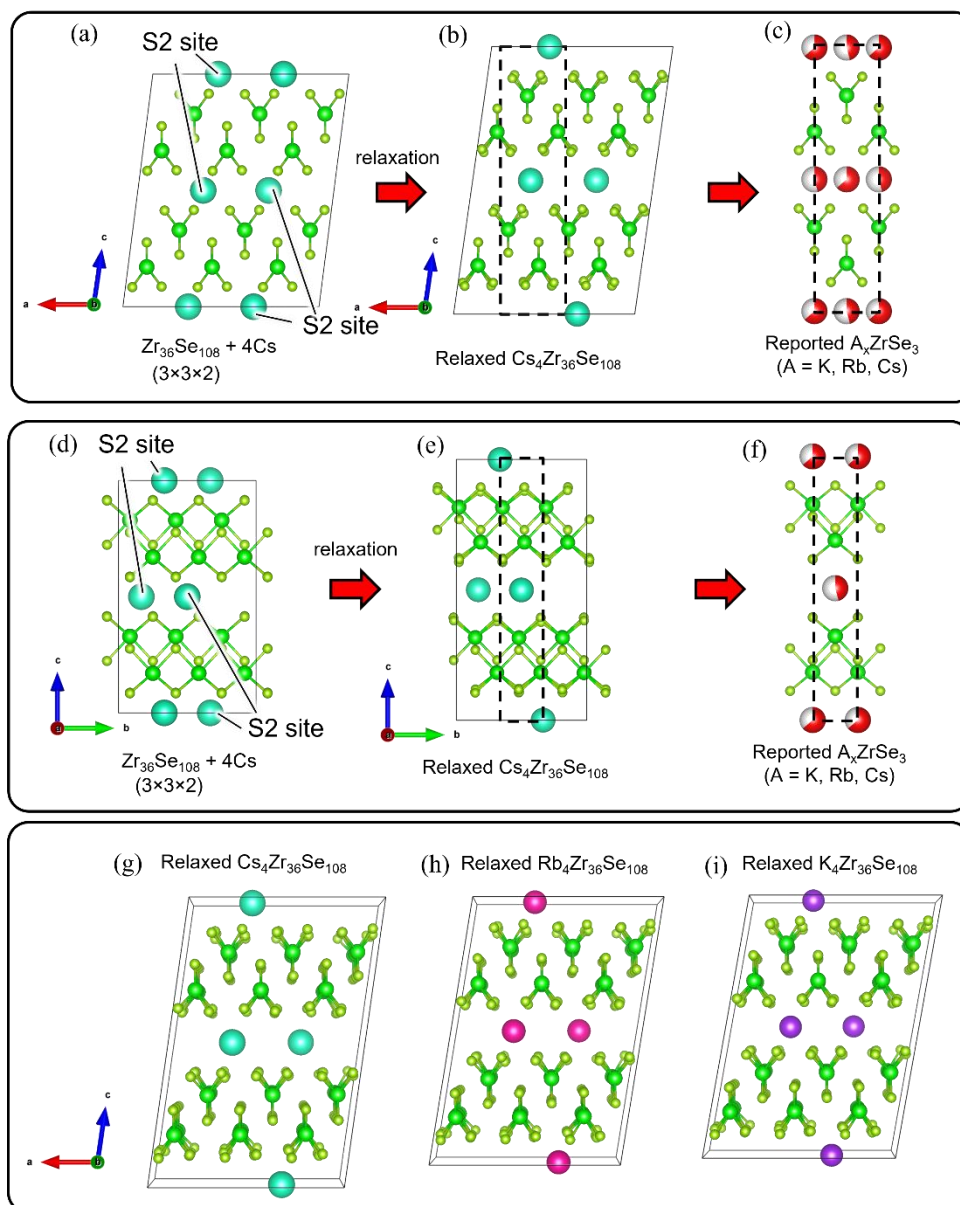 (a)
S2 site
c
a
b
S2 site
Zr₃₆Se₁₀₈ + 4Cs
(3×3×2)
relaxation
(b)
c
a
b
Relaxed Cs₄Zr₃₆Se₁₀₈
(c)
Reported AₓZrSe₃
(A = K, Rb, Cs)
(d)
S2 site
c
a
b
S2 site
Zr₃₆Se₁₀₈ + 4Cs
(3×3×2)
relaxation
(e)
c
a
b
Relaxed Cs₄Zr₃₆Se₁₀₈
(f)
Reported AₓZrSe₃
(A = K, Rb, Cs)
(g) Relaxed Cs₄Zr₃₆Se₁₀₈
c
a
b
(h) Relaxed Rb₄Zr₃₆Se₁₀₈
(i) Relaxed K₄Zr₃₆Se₁₀₈